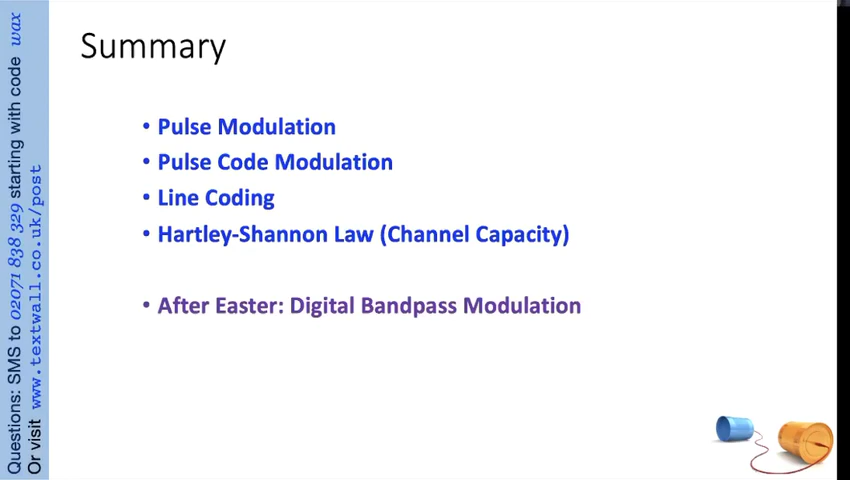 Summary
• Pulse Modulation
• Pulse Code Modulation
• Line Coding
• Hartley-Shannon Law (Channel Capacity)
• After Easter: Digital Bandpass Modulation
Questions: SMS to 02071 838 329 starting with code wax
Or visit www.textwall.co.uk/post